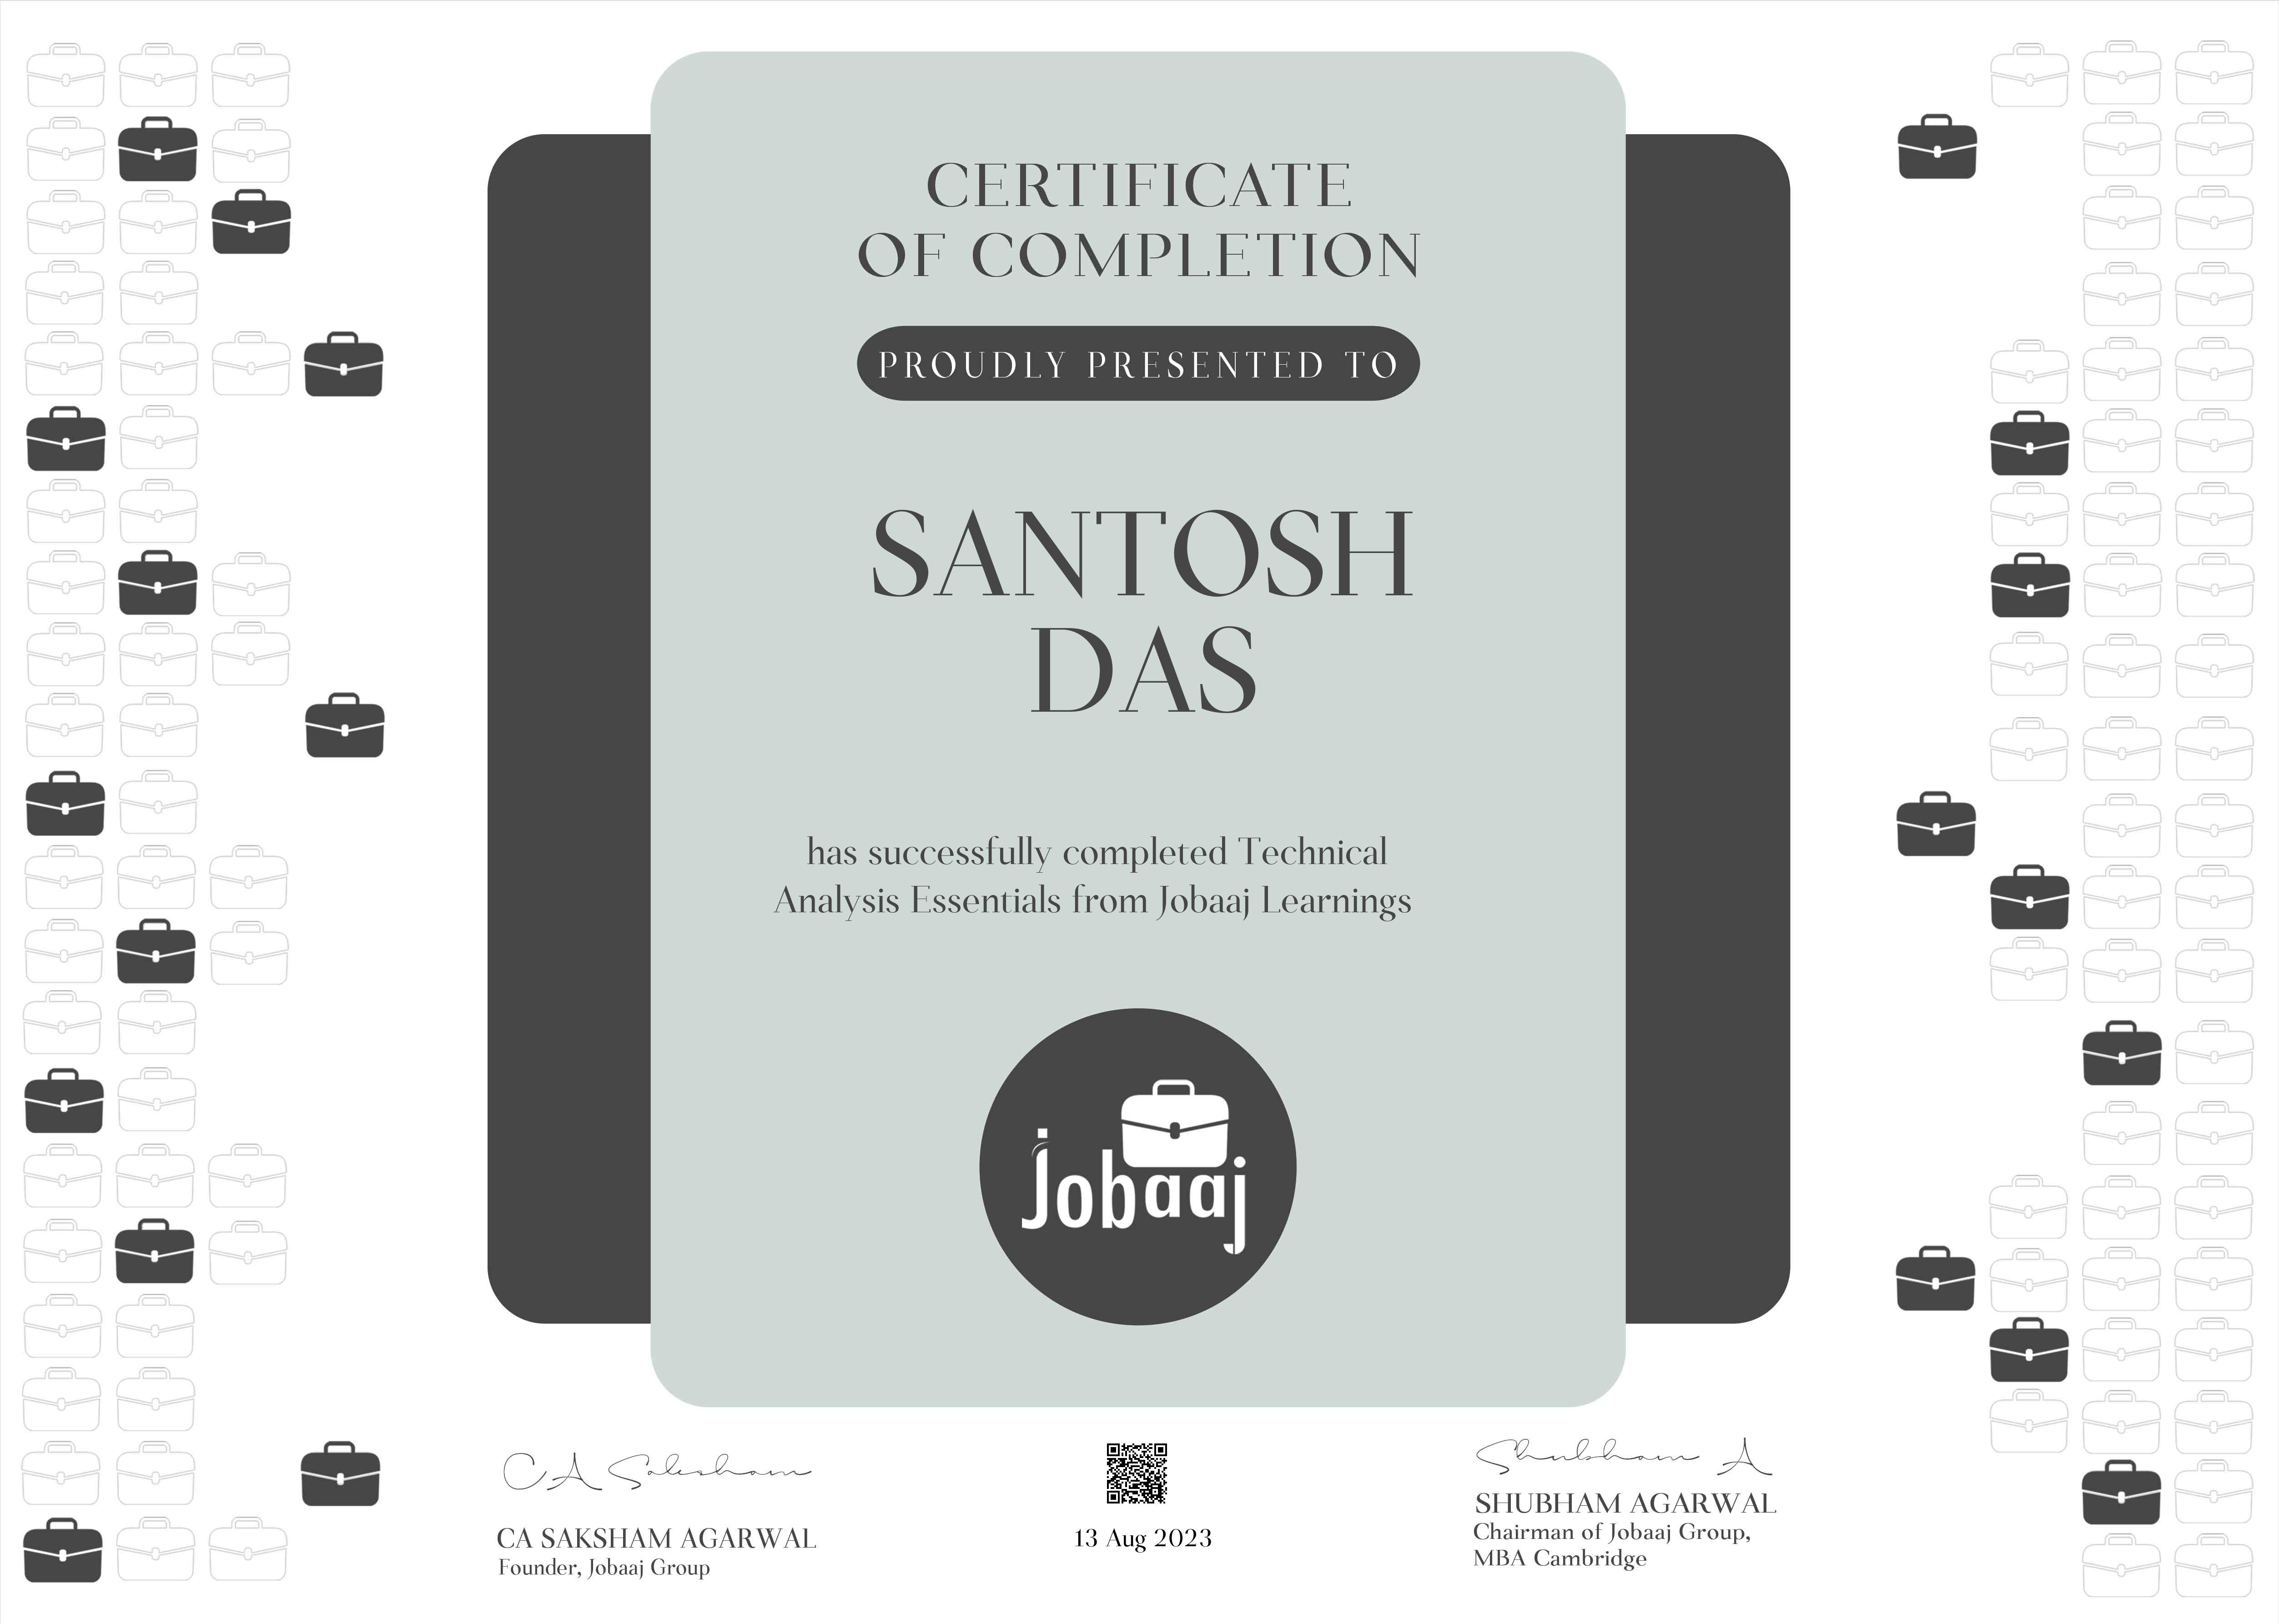 CERTIFICATE
OF COMPLETION
PROUDLY PRESENTED TO
SANTOSH
DAS
has successfully completed Technical
Analysis Essentials from Jobaaj Learnings
jobaaj
CA Saksham
CA SAKSHAM AGARWAL
Founder, Jobaaj Group
13 Aug 2023
Shubham A
SHUBHAM AGARWAL
Chairman of Jobaaj Group,
MBA Cambridge